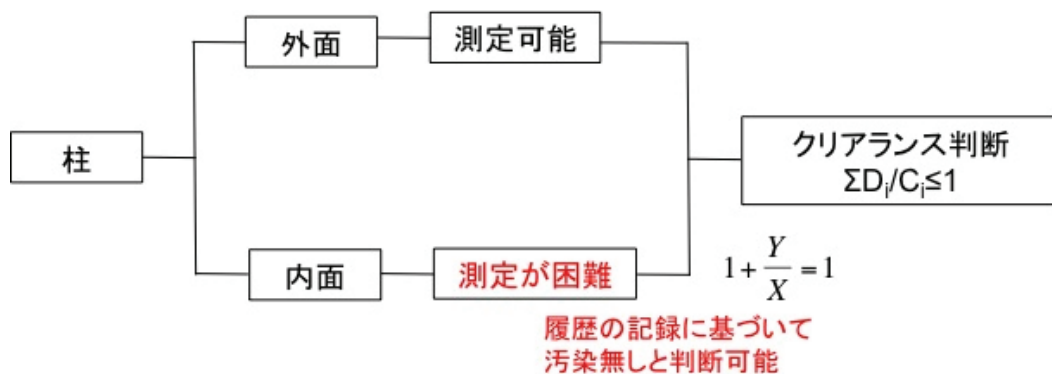 外面
測定可能
柱
クリアランス判断
ΣDᵢ/Cᵢ≤1
内面
測定が困難
1+Y/X=1
履歴の記録に基づいて
汚染無しと判断可能